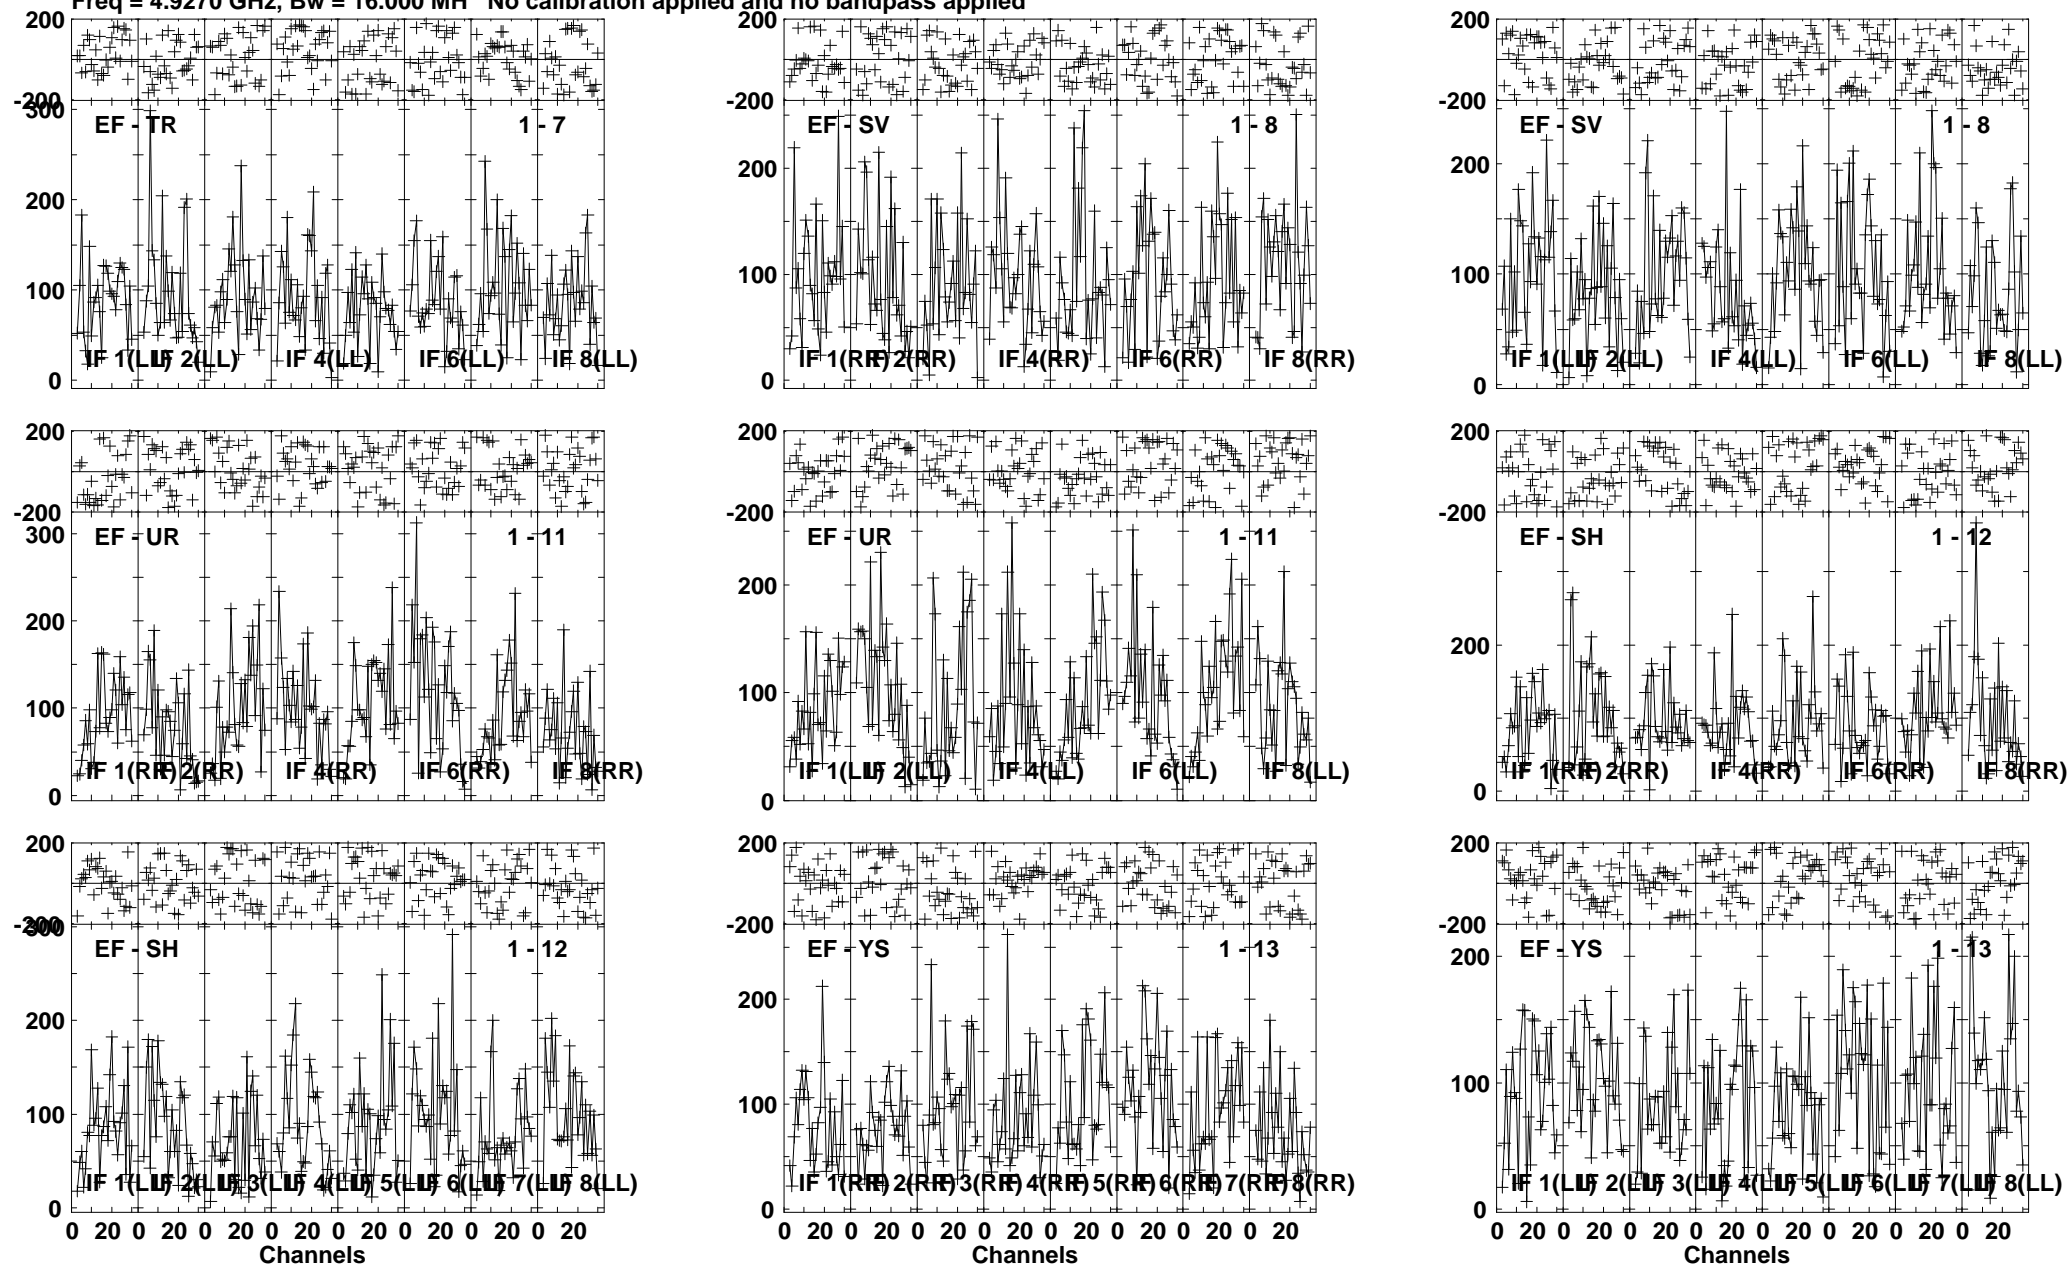 Freq = 4.9270 GHz, Bw = 16.000 MH No calibration applied and no bandpass applied
200 200 200
-200 -200 -200
300
EF - TR 1 - 7 EF - SV 1 - 8 EF - SV 1 - 8
200 200 200
100 100 100
IF 1(LL) IF 2(LL) IF 4(LL) IF 6(LL) IF 8(LL) IF 1(RR) IF 2(RR) IF 4(RR) IF 6(RR) IF 8(RR) IF 1(LL) IF 2(LL) IF 4(LL) IF 6(LL) IF 8(LL)
0 0 0
200 200 200
-200 -200 -200
EF - UR 1 - 11 EF - UR 1 - 11 EF - SH 1 - 12
300
200 200 200
100 100
IF 1(RR) IF 2(RR) IF 4(RR) IF 6(RR) IF 8(RR) IF 1(LL) IF 2(LL) IF 4(LL) IF 6(LL) IF 8(LL) IF 1(RR) IF 2(RR) IF 4(RR) IF 6(RR) IF 8(RR)
0 0 0
200 200 200
-200 -200 -200
300
EF - SH 1 - 12 EF - YS 1 - 13 EF - YS 1 - 13
200 200 200
100 100 100
IF 1(LL) IF 2(LL) IF 3(LL) IF 4(LL) IF 5(LL) IF 6(LL) IF 7(LL) IF 8(LL) IF 1(RR) IF 2(RR) IF 3(RR) IF 4(RR) IF 5(RR) IF 6(RR) IF 7(RR) IF 8(RR) IF 1(LL) IF 2(LL) IF 3(LL) IF 4(LL) IF 5(LL) IF 6(LL) IF 7(LL) IF 8(LL)
0 0 0
0 20 0 20 0 20 0 20 0 20 0 20 0 20 0 20 0 20 0 20 0 20 0 20 0 20 0 20 0 20 0 20 0 20 0 20 0 20 0 20 0 20 0 20 0 20 0 20
Channels Channels Channels